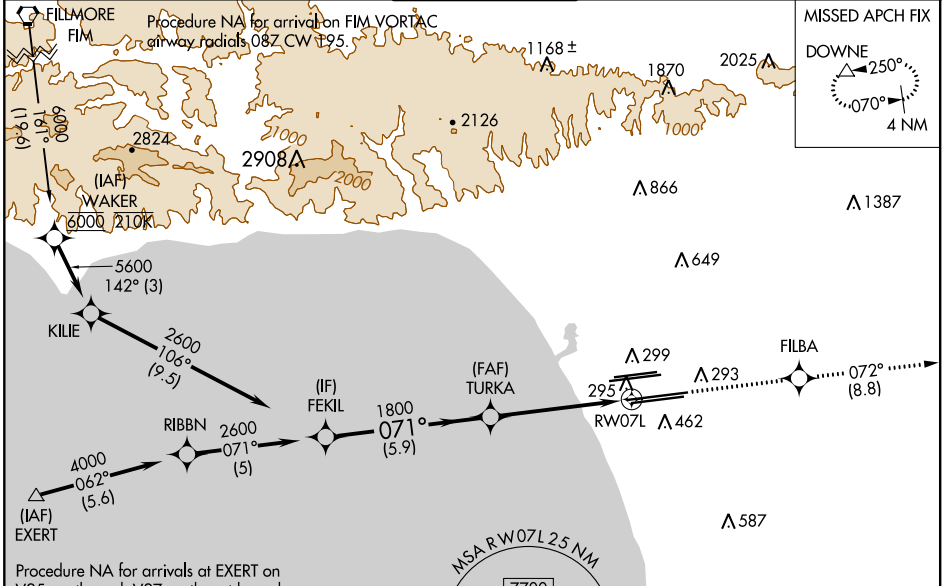 FILLMORE
FIM
Procedure NA for arrival on FIM VORTAC
airway radials 087 CW 195.
MISSED APCH FIX
DOWNE
250°
070°
4 NM
1168 ±
1870
2025
1000
6000
161°
(11.9)
2824
2126
1000
2908
2000
(IAF)
WAKER
6000 210K
866
1387
5600
142° (3)
649
KILIE
2600
106°
(9.5)
299
FILBA
(FAF)
TURKA
293
072°
(8.8)
(IF)
FEKIL
295
1800
071°
(5.9)
RW07L
462
RIBBN
2600
071°
(5)
4000
062°
(5.6)
(IAF)
EXERT
587
MSA RW07L 25 NM
Procedure NA for arrivals at EXERT on